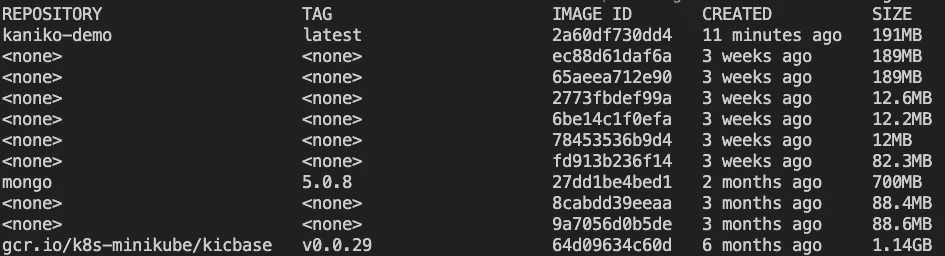 REPOSITORY TAG IMAGE ID CREATED SIZE
kaniko-demo latest 2a60df730dd4 11 minutes ago 191MB
<none> <none> ec88d61daf6a 3 weeks ago 189MB
<none> <none> 65aeea712e90 3 weeks ago 189MB
<none> <none> 2773fbdef99a 3 weeks ago 12.6MB
<none> <none> 6be14c1f0efa 3 weeks ago 12.2MB
<none> <none> 78453536b9d4 3 weeks ago 12MB
<none> <none> fd913b236f14 3 weeks ago 82.3MB
mongo 5.0.8 27dd1be4bed1 2 months ago 700MB
<none> <none> 8cabdd39eeaa 3 months ago 88.4MB
<none> <none> 9a7056d0b5de 3 months ago 88.6MB
gcr.io/k8s-minikube/kicbase v0.0.29 64d09634c60d 6 months ago 1.14GB